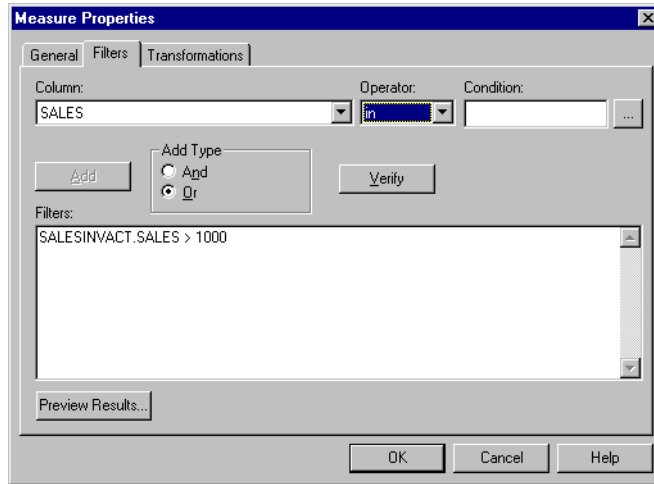 Measure Properties
General Filters Transformations
Column: Operator: Condition:
SALES in ...
Add Add Type And Or Verify
Filters:
SALESINVACT.SALES > 1000
Preview Results...
OK Cancel Help